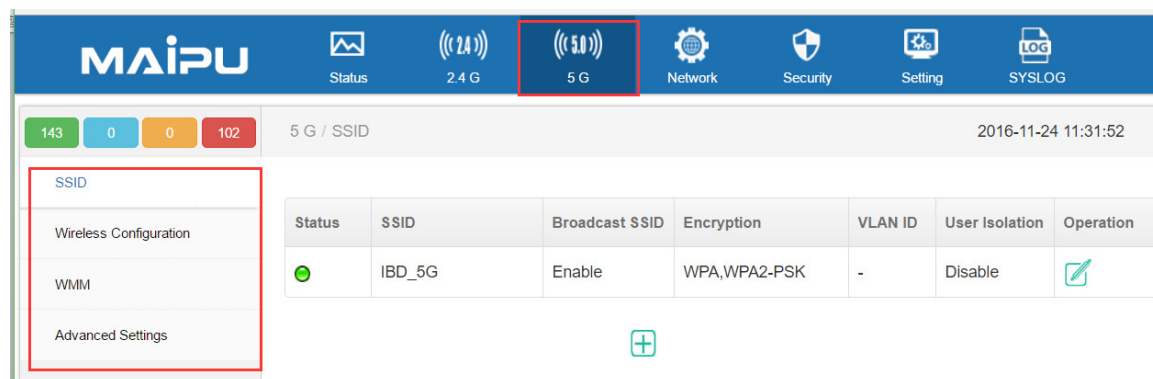 MAIPU
((( 2.4 ))) ((( 5.0 ))) LOG
Status 2.4 G 5 G Network Security Setting SYSLOG
143 0 0 102 5 G / SSID 2016-11-24 11:31:52
SSID
Wireless Configuration
WMM
Advanced Settings
Status SSID Broadcast SSID Encryption VLAN ID User Isolation Operation
IBD_5G Enable WPA,WPA2-PSK - Disable